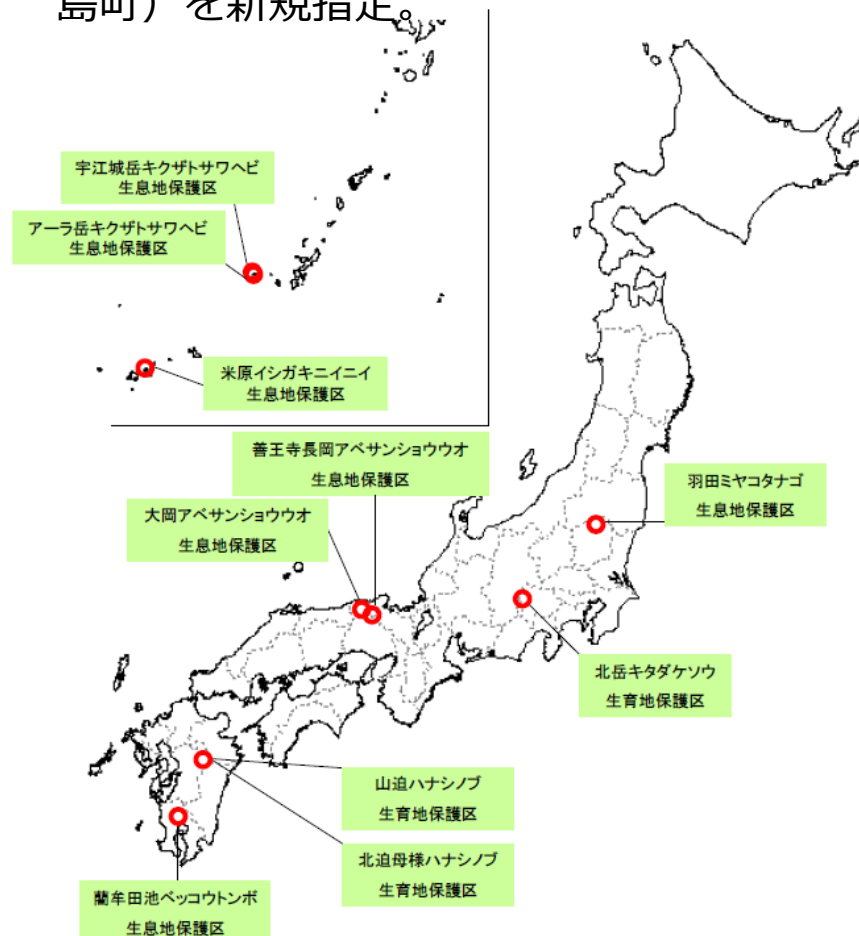 島町）を新規指定。
宇江城岳キクザトサワヘビ
生息地保護区
アーラ岳キクザトサワヘビ
生息地保護区
米原イシガキニイニイ
生息地保護区
善王寺長岡アベサンショウウオ
生息地保護区
大岡アベサンショウウオ
生息地保護区
羽田ミヤコタナゴ
生息地保護区
北岳キタダケソウ
生育地保護区
山迫ハナシノブ
生育地保護区
北迫母様ハナシノブ
生育地保護区
藺牟田池ベッコウトンボ
生息地保護区